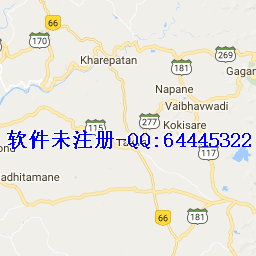 66
170
Kharepatan
269
181
Gagan
Napane
Vaibhavwadi
277
115
Kokisare
软件未注册-QQ:64445322
117
adhitamane
66
181